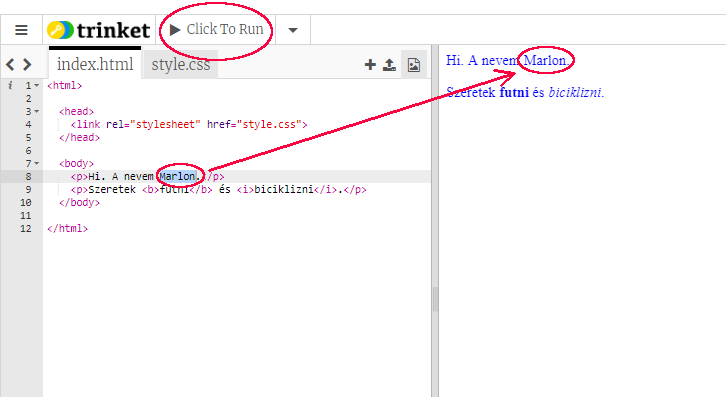 trinket Click To Run
index.html style.css
i 1 <html>
2
3 <head>
4 <link rel="stylesheet" href="style.css">
5 </head>
6
7 <body>
8 <p>Hi. A nevem Marlon.</p>
9 <p>Szeretek <b>futni</b> és <i>biciklizni</i>.</p>
10 </body>
11
12 </html>
Hi. A nevem Marlon.
Szeretek futni és biciklizni.